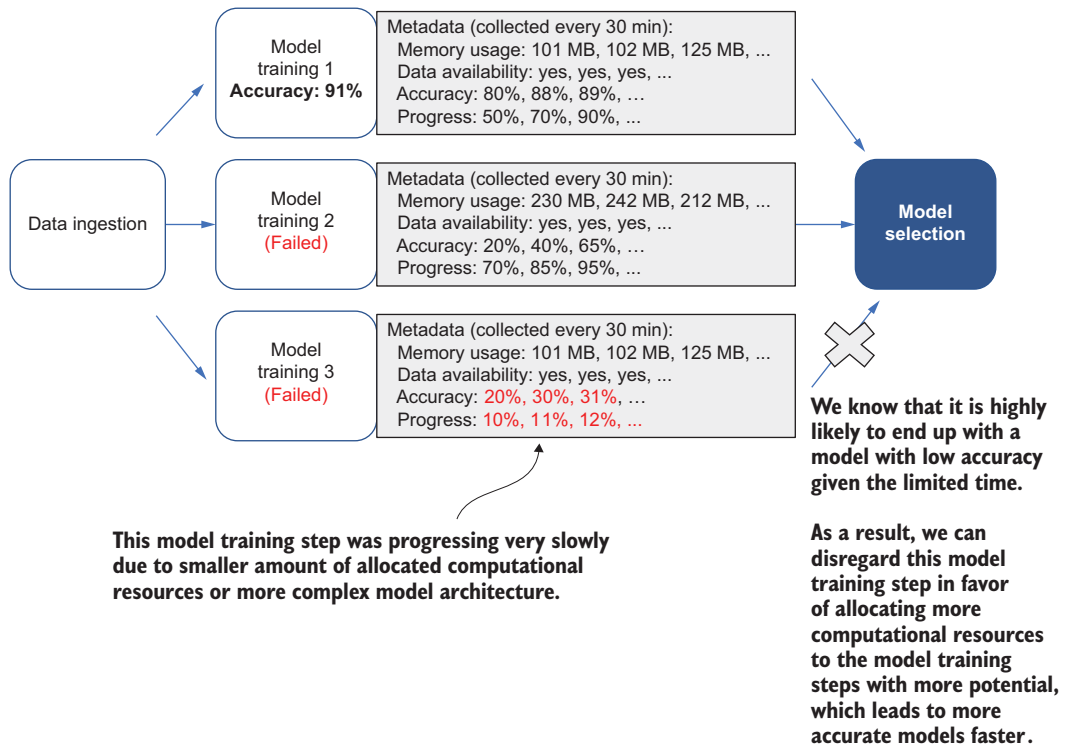 Model
training 1
Accuracy: 91%
Metadata (collected every 30 min):
Memory usage: 101 MB, 102 MB, 125 MB, ...
Data availability: yes, yes, yes, ...
Accuracy: 80%, 88%, 89%, ...
Progress: 50%, 70%, 90%, ...
Data ingestion
Model
training 2
(Failed)
Metadata (collected every 30 min):
Memory usage: 230 MB, 242 MB, 212 MB, ...
Data availability: yes, yes, yes, ...
Accuracy: 20%, 40%, 65%, ...
Progress: 70%, 85%, 95%, ...
Model
selection
Model
training 3
(Failed)
Metadata (collected every 30 min):
Memory usage: 101 MB, 102 MB, 125 MB, ...
Data availability: yes, yes, yes, ...
Accuracy: 20%, 30%, 31%, ...
Progress: 10%, 11%, 12%, ...
This model training step was progressing very slowly
due to smaller amount of allocated computational
resources or more complex model architecture.
We know that it is highly
likely to end up with a
model with low accuracy
given the limited time.
As a result, we can
disregard this model
training step in favor
of allocating more
computational resources
to the model training
steps with more potential,
which leads to more
accurate models faster.